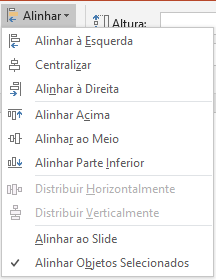 Alinhar
Altura:
Alinhar à Esquerda
Centralizar
Alinhar à Direita
Alinhar Acima
Alinhar ao Meio
Alinhar Parte Inferior
Distribuir Horizontalmente
Distribuir Verticalmente
Alinhar ao Slide
Alinhar Objetos Selecionados